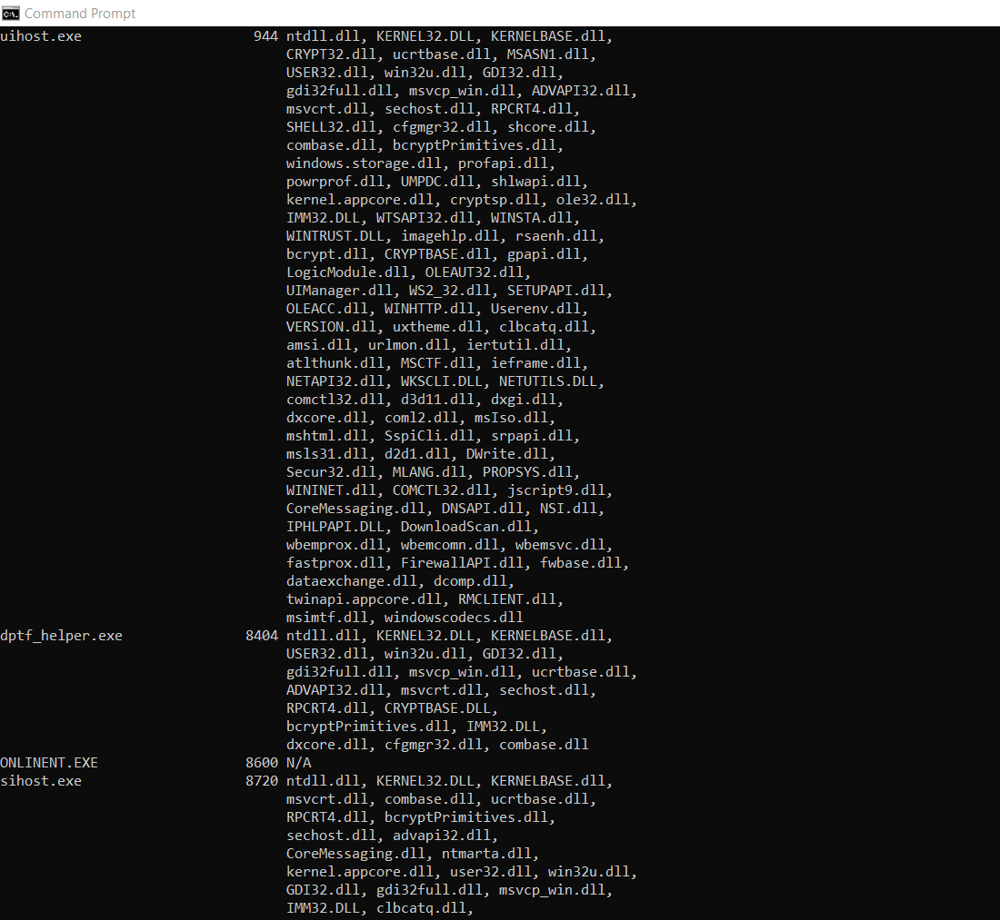 Command Prompt
uihost.exe 944 ntdll.dll, KERNEL32.DLL, KERNELBASE.dll,
CRYPT32.dll, ucrtbase.dll, MSASN1.dll,
USER32.dll, win32u.dll, GDI32.dll,
gdi32full.dll, msvcp_win.dll, ADVAPI32.dll,
msvcrt.dll, sechost.dll, RPCRT4.dll,
SHELL32.dll, cfgmgr32.dll, shcore.dll,
combase.dll, bcryptPrimitives.dll,
windows.storage.dll, profapi.dll,
powrprof.dll, UMPDC.dll, shlwapi.dll,
kernel.appcore.dll, cryptsp.dll, ole32.dll,
IMM32.DLL, WTSAPI32.dll, WINSTA.dll,
WINTRUST.DLL, imagehlp.dll, rsaenh.dll,
bcrypt.dll, CRYPTBASE.dll, gpapi.dll,
LogicModule.dll, OLEAUT32.dll,
UIManager.dll, WS2_32.dll, SETUPAPI.dll,
OLEACC.dll, WINHTTP.dll, Userenv.dll,
VERSION.dll, uxtheme.dll, clbcatq.dll,
amsi.dll, urlmon.dll, iertutil.dll,
atlthunk.dll, MSCTF.dll, ieframe.dll,
NETAPI32.dll, WKSCLI.DLL, NETUTILS.DLL,
comctl32.dll, d3d11.dll, dxgi.dll,
dxcore.dll, coml2.dll, msIso.dll,
mshtml.dll, SspiCli.dll, srpapi.dll,
msls31.dll, d2d1.dll, DWrite.dll,
Secur32.dll, MLANG.dll, PROPSYS.dll,
WININET.dll, COMCTL32.dll, jscript9.dll,
CoreMessaging.dll, DNSAPI.dll, NSI.dll,
IPHLPAPI.DLL, DownloadScan.dll,
wbemprox.dll, wbemcomn.dll, wbemsvc.dll,
fastprox.dll, FirewallAPI.dll, fwbase.dll,
dataexchange.dll, dcomp.dll,
twinapi.appcore.dll, RMCLIENT.dll,
msimtf.dll, windowscodecs.dll
dptf_helper.exe 8404 ntdll.dll, KERNEL32.DLL, KERNELBASE.dll,
USER32.dll, win32u.dll, GDI32.dll,
gdi32full.dll, msvcp_win.dll, ucrtbase.dll,
ADVAPI32.dll, msvcrt.dll, sechost.dll,
RPCRT4.dll, CRYPTBASE.DLL,
bcryptPrimitives.dll, IMM32.DLL,
dxcore.dll, cfgmgr32.dll, combase.dll
ONLINENT.EXE 8600 N/A
sihost.exe 8720 ntdll.dll, KERNEL32.DLL, KERNELBASE.dll,
msvcrt.dll, combase.dll, ucrtbase.dll,
RPCRT4.dll, bcryptPrimitives.dll,
sechost.dll, advapi32.dll,
CoreMessaging.dll, ntmarta.dll,
kernel.appcore.dll, user32.dll, win32u.dll,
GDI32.dll, gdi32full.dll, msvcp_win.dll,
IMM32.DLL, clbcatq.dll,